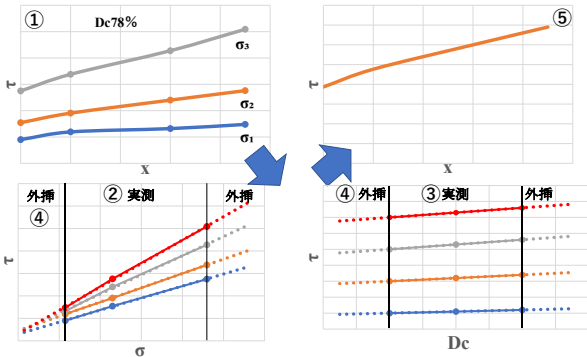 ①
Dc78%
σ₃
σ₂
σ₁
τ
x
⑤
τ
x
外挿
② 実測
外挿
④
τ
σ
④ 外挿
③実測
外挿
τ
Dc